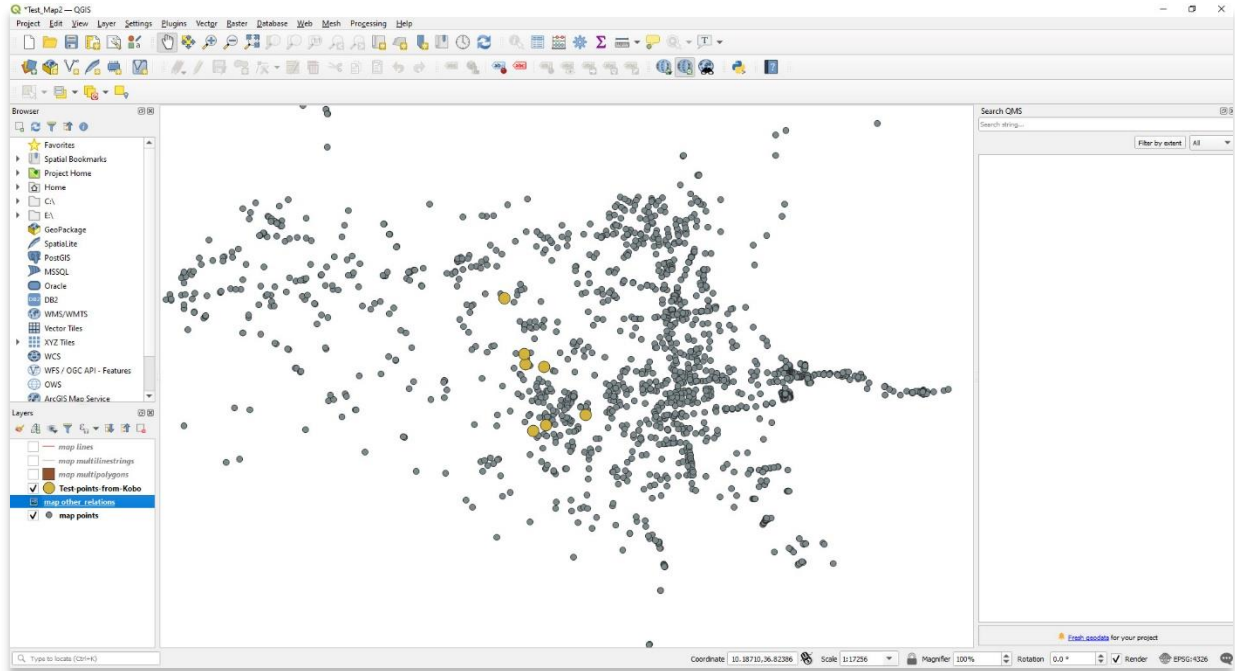 *Test_Map2 — QGIS
Project Edit View Layer Settings Plugins Vector Raster Database Web Mesh Processing Help
Browser
Search QMS
Search string...
Filter by extent All
Favorites
Spatial Bookmarks
Project Home
Home
C:\
E:\
GeoPackage
SpatiaLite
PostGIS
MSSQL
Oracle
DB2
WMS/WMTS
Vector Tiles
XYZ Tiles
WCS
WFS / OGC API - Features
OWS
ArcGIS Map Service
Layers
map lines
map multilinestrings
map multipolygons
Test-points-from-Kobo
map other_relations
map points
Fresh geodata for your project
Type to locate (Ctrl+K)
Coordinate 10.18710,36.82386 Scale 1:17256 Magnifier 100% Rotation 0.0 ° Render EPSG:4326